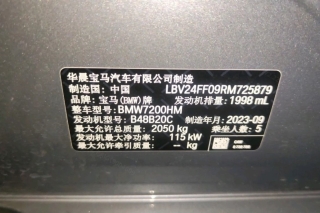 华晨宝马汽车有限公司制造
制造国: 中国 LBV24FF09RM725879
品牌: 宝马(BMW)牌 发动机排量: 1998 mL
整车型号: BMW7200HM
发动机型号: B48B20C 制造年月: 2023-09
最大允许总质量: 2050 kg 乘坐人数: 5
发动机最大净功率: 115 kW
最大允许牵引质量: -- kg